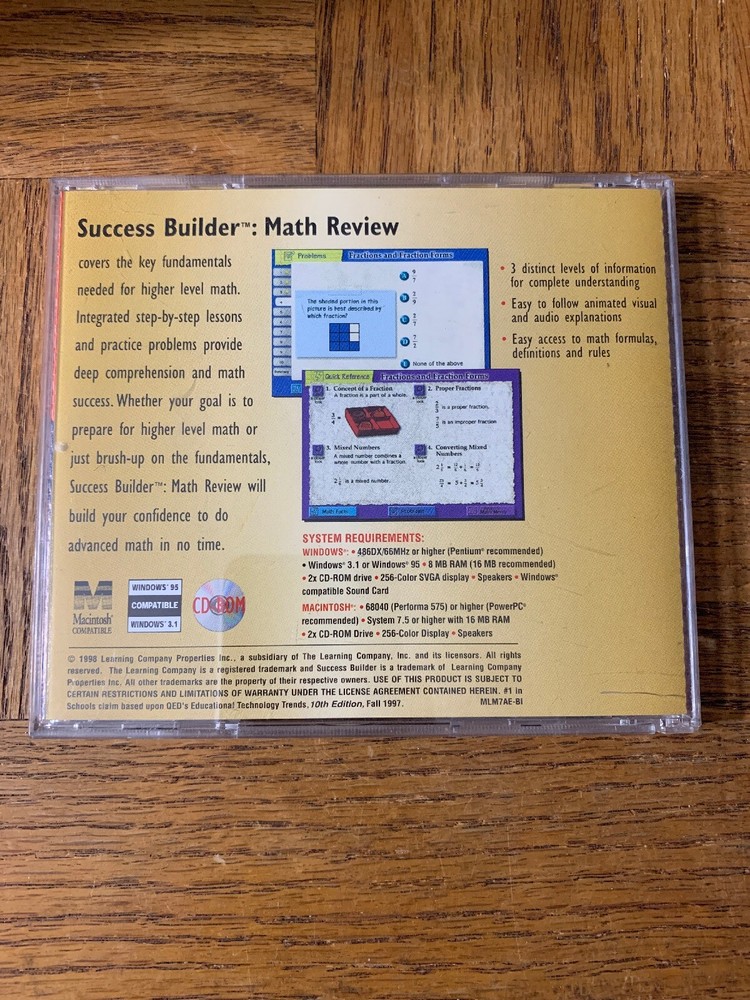 Success Builder™: Math Review
covers the key fundamentals
needed for higher level math.
Integrated step-by-step lessons
and practice problems provide
deep comprehension and math
success. Whether your goal is to
prepare for higher level math or
just brush-up on the fundamentals,
Success Builder™: Math Review will
build your confidence to do
advanced math in no time.
Problems
Fractions and Fraction Forms
The shaded portion in this
picture is best described by
which fraction?
A
B
C
D
E None of the above
Quick Reference
Fractions and Fraction Forms
1. Concept of a Fraction
A fraction is a part of a whole.
2. Proper Fractions
is a proper fraction.
is an improper fraction
3. Mixed Numbers
A mixed number combines a
whole number with a fraction.
is a mixed number.
4. Converting Mixed
Numbers
• 3 distinct levels of information
for complete understanding
• Easy to follow animated visual
and audio explanations
• Easy access to math formulas,
definitions and rules
SYSTEM REQUIREMENTS:
WINDOWS®: • 486DX/66MHz or higher (Pentium® recommended)
• Windows® 3.1 or Windows® 95 • 8 MB RAM (16 MB recommended)
• 2x CD-ROM drive • 256-Color SVGA display • Speakers • Windows®
compatible Sound Card
MACINTOSH®: • 68040 (Performa 575) or higher (PowerPC®
recommended) • System 7.5 or higher with 16 MB RAM
• 2x CD-ROM Drive • 256-Color Display • Speakers
Macintosh®
COMPATIBLE
WINDOWS® 95
COMPATIBLE
WINDOWS® 3.1
CD-ROM
© 1998 Learning Company Properties Inc., a subsidiary of The Learning Company, Inc. and its licensors. All rights
reserved. The Learning Company is a registered trademark and Success Builder is a trademark of Learning Company
Properties Inc. All other trademarks are the property of their respective owners. USE OF THIS PRODUCT IS SUBJECT TO
CERTAIN RESTRICTIONS AND LIMITATIONS OF WARRANTY UNDER THE LICENSE AGREEMENT CONTAINED HEREIN. #1 in
Schools claim based upon QED's Educational Technology Trends, 10th Edition, Fall 1997.
MLM7AE-BI